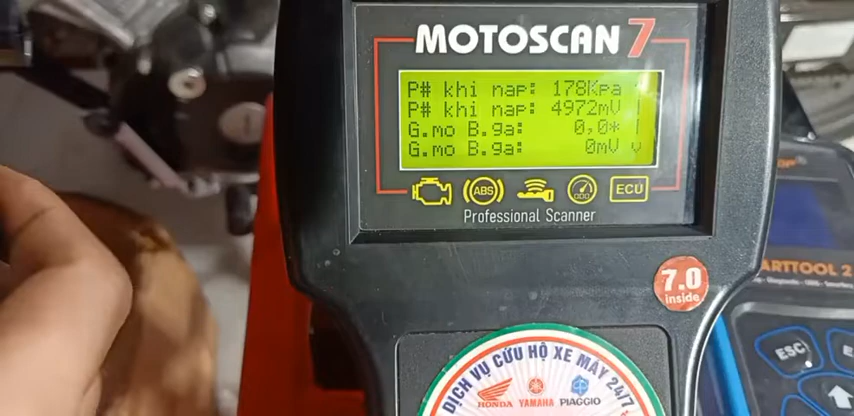 MOTOSCAN 7
P# khi nap: 178Kpa
P# khi nap: 4972mV
G.mo B.ga: 0,0*
G.mo B.ga: 0mV v
ABS
ECU
Professional Scanner
7.0
inside
ARTTOOL 2
ESC
DỊCH VỤ CỨU HỘ XE MÁY 24/7
HONDA YAMAHA PIAGGIO